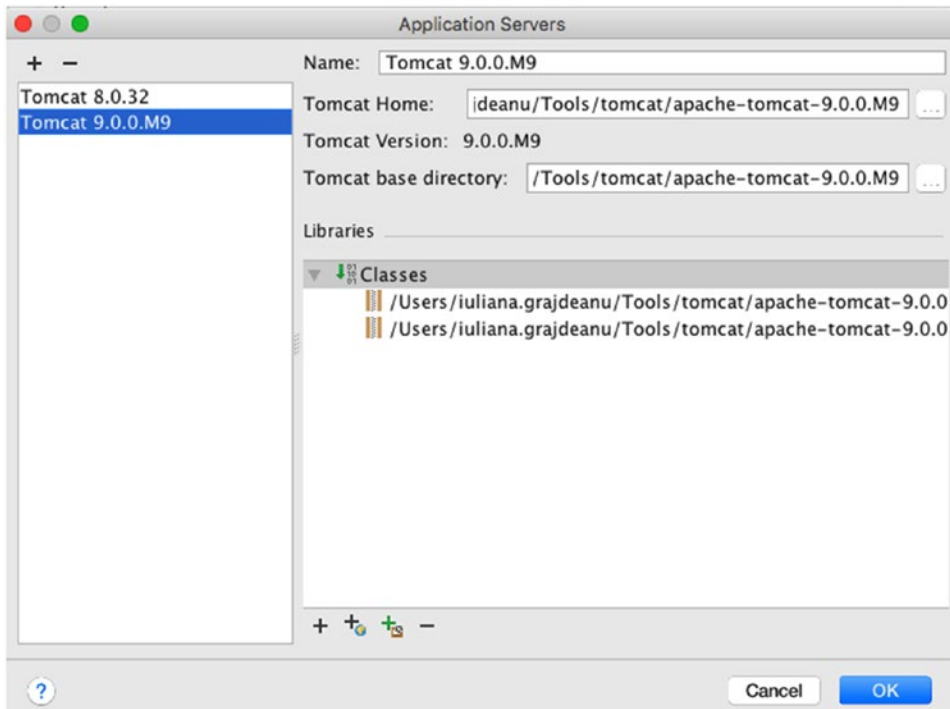 Application Servers
+ −
Tomcat 8.0.32
Tomcat 9.0.0.M9
Name: Tomcat 9.0.0.M9
Tomcat Home: ideanu/Tools/tomcat/apache-tomcat-9.0.0.M9 ...
Tomcat Version: 9.0.0.M9
Tomcat base directory: /Tools/tomcat/apache-tomcat-9.0.0.M9 ...
Libraries
Classes
/Users/iuliana.grajdeanu/Tools/tomcat/apache-tomcat-9.0.0
/Users/iuliana.grajdeanu/Tools/tomcat/apache-tomcat-9.0.0
?
Cancel
OK